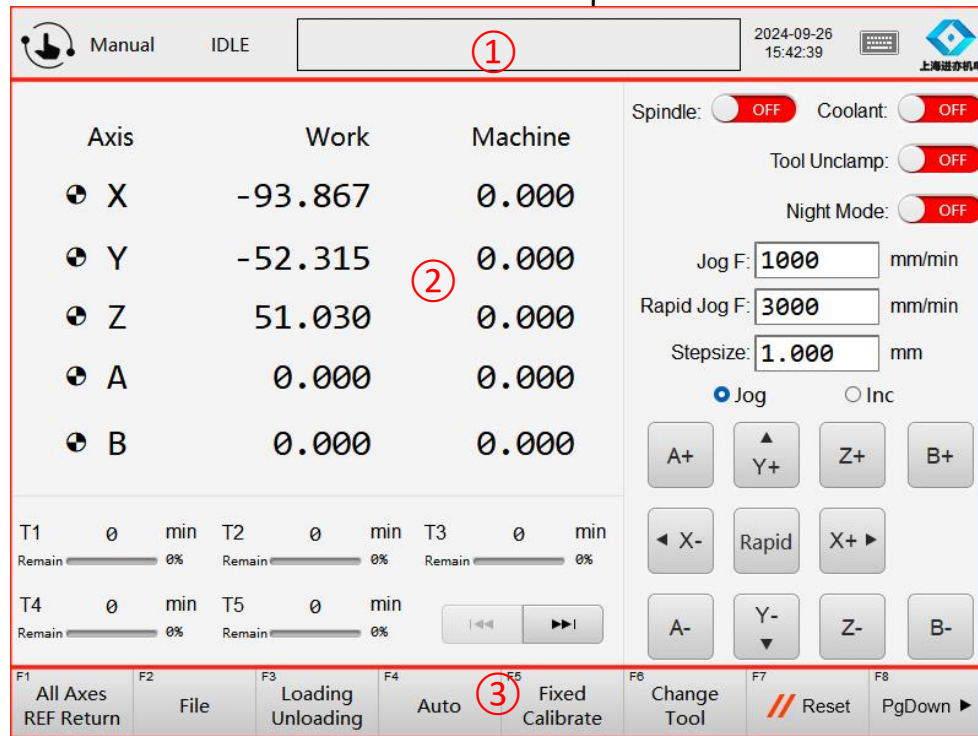 Manual IDLE ① 2024-09-26
15:42:39
上海进亦机电
Spindle: OFF Coolant: OFF
Tool Unclamp: OFF
Night Mode: OFF
Axis Work Machine
X -93.867 0.000
Y -52.315 0.000
②
Z 51.030 0.000
A 0.000 0.000
B 0.000 0.000
Jog F: 1000 mm/min
Rapid Jog F: 3000 mm/min
Stepsize: 1.000 mm
Jog Inc
A+ Y+ Z+ B+
X- Rapid X+
A- Y- Z- B-
T1 0 min T2 0 min T3 0 min
Remain 0% Remain 0% Remain 0%
T4 0 min T5 0 min
Remain 0% Remain 0%
F1 F2 F3 F4 F5 F6 F7 F8
All Axes
REF Return
File
Loading
Unloading
Auto
③
Fixed
Calibrate
Change
Tool
Reset
PgDown